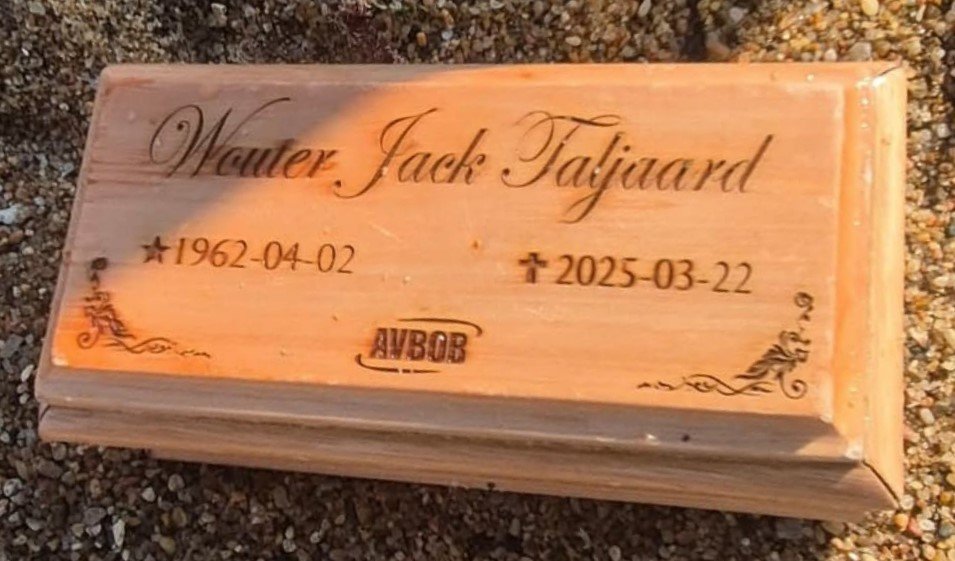 Wouter Jack Taljaard
★1962-04-02 ✝2025-03-22
AVBOB